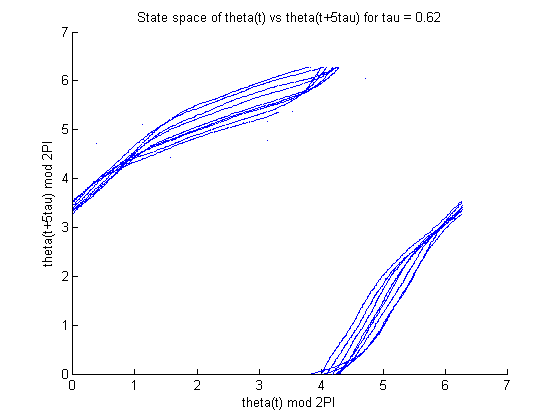 State space of theta(t) vs theta(t+5tau) for tau = 0.62
7
6
5
4
3
2
1
0
theta(t+5tau) mod 2PI
0 1 2 3 4 5 6 7
theta(t) mod 2PI